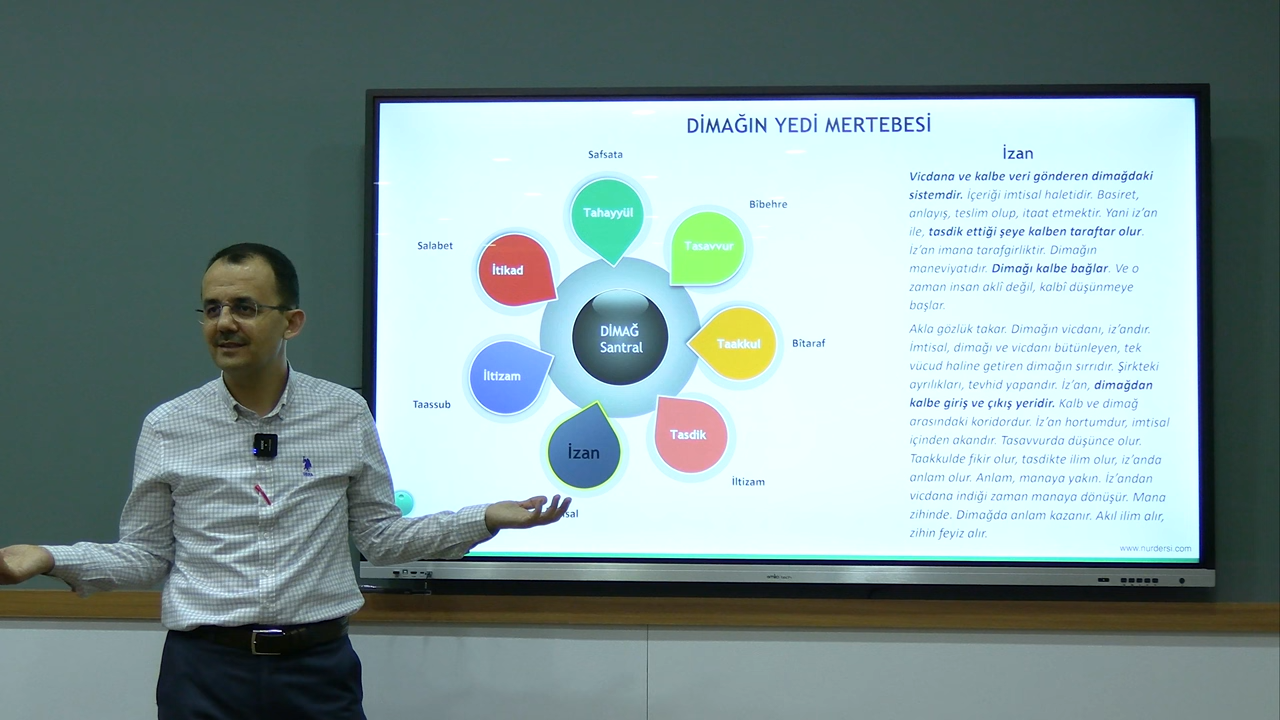 DİMAĞIN YEDİ MERTEBESİ
Safsata
Tahayyül
Bîbehre
Tasavvur
Salabet
İtikad
DİMAĞ
Santral
Taakkul
Bîtaraf
İltizam
Taassub
Tasdik
İltizam
İzan
sal
İzan
Vicdana ve kalbe veri gönderen dimağdaki
sistemdir. İçeriği imtisal haletidir. Basiret,
anlayış, teslim olup, itaat etmektir. Yani iz’an
ile, tasdik ettiği şeye kalben taraftar olur.
İz’an imana tarafgirliktir. Dimağın
maneviyatıdır. Dimağı kalbe bağlar. Ve o
zaman insan aklî değil, kalbî düşünmeye
başlar.
Akla gözlük takar. Dimağın vicdanı, iz’andır.
İmtisal, dimağı ve vicdanı bütünleyen, tek
vücud haline getiren dimağın sırrıdır. Şirkteki
ayrılıkları, tevhid yapandır. İz’an, dimağdan
kalbe giriş ve çıkış yeridir. Kalb ve dimağ
arasındaki koridordur. İz’an hortumdur, imtisal
içinden akandır. Tasavvurda düşünce olur.
Taakkulde fikir olur, tasdikte ilim olur, iz’anda
anlam olur. Anlam, manaya yakın. İz’andan
vicdana indiği zaman manaya dönüşür. Mana
zihinde. Dimağda anlam kazanır. Akıl ilim alır,
zihin feyiz alır.
www.nurdersi.com